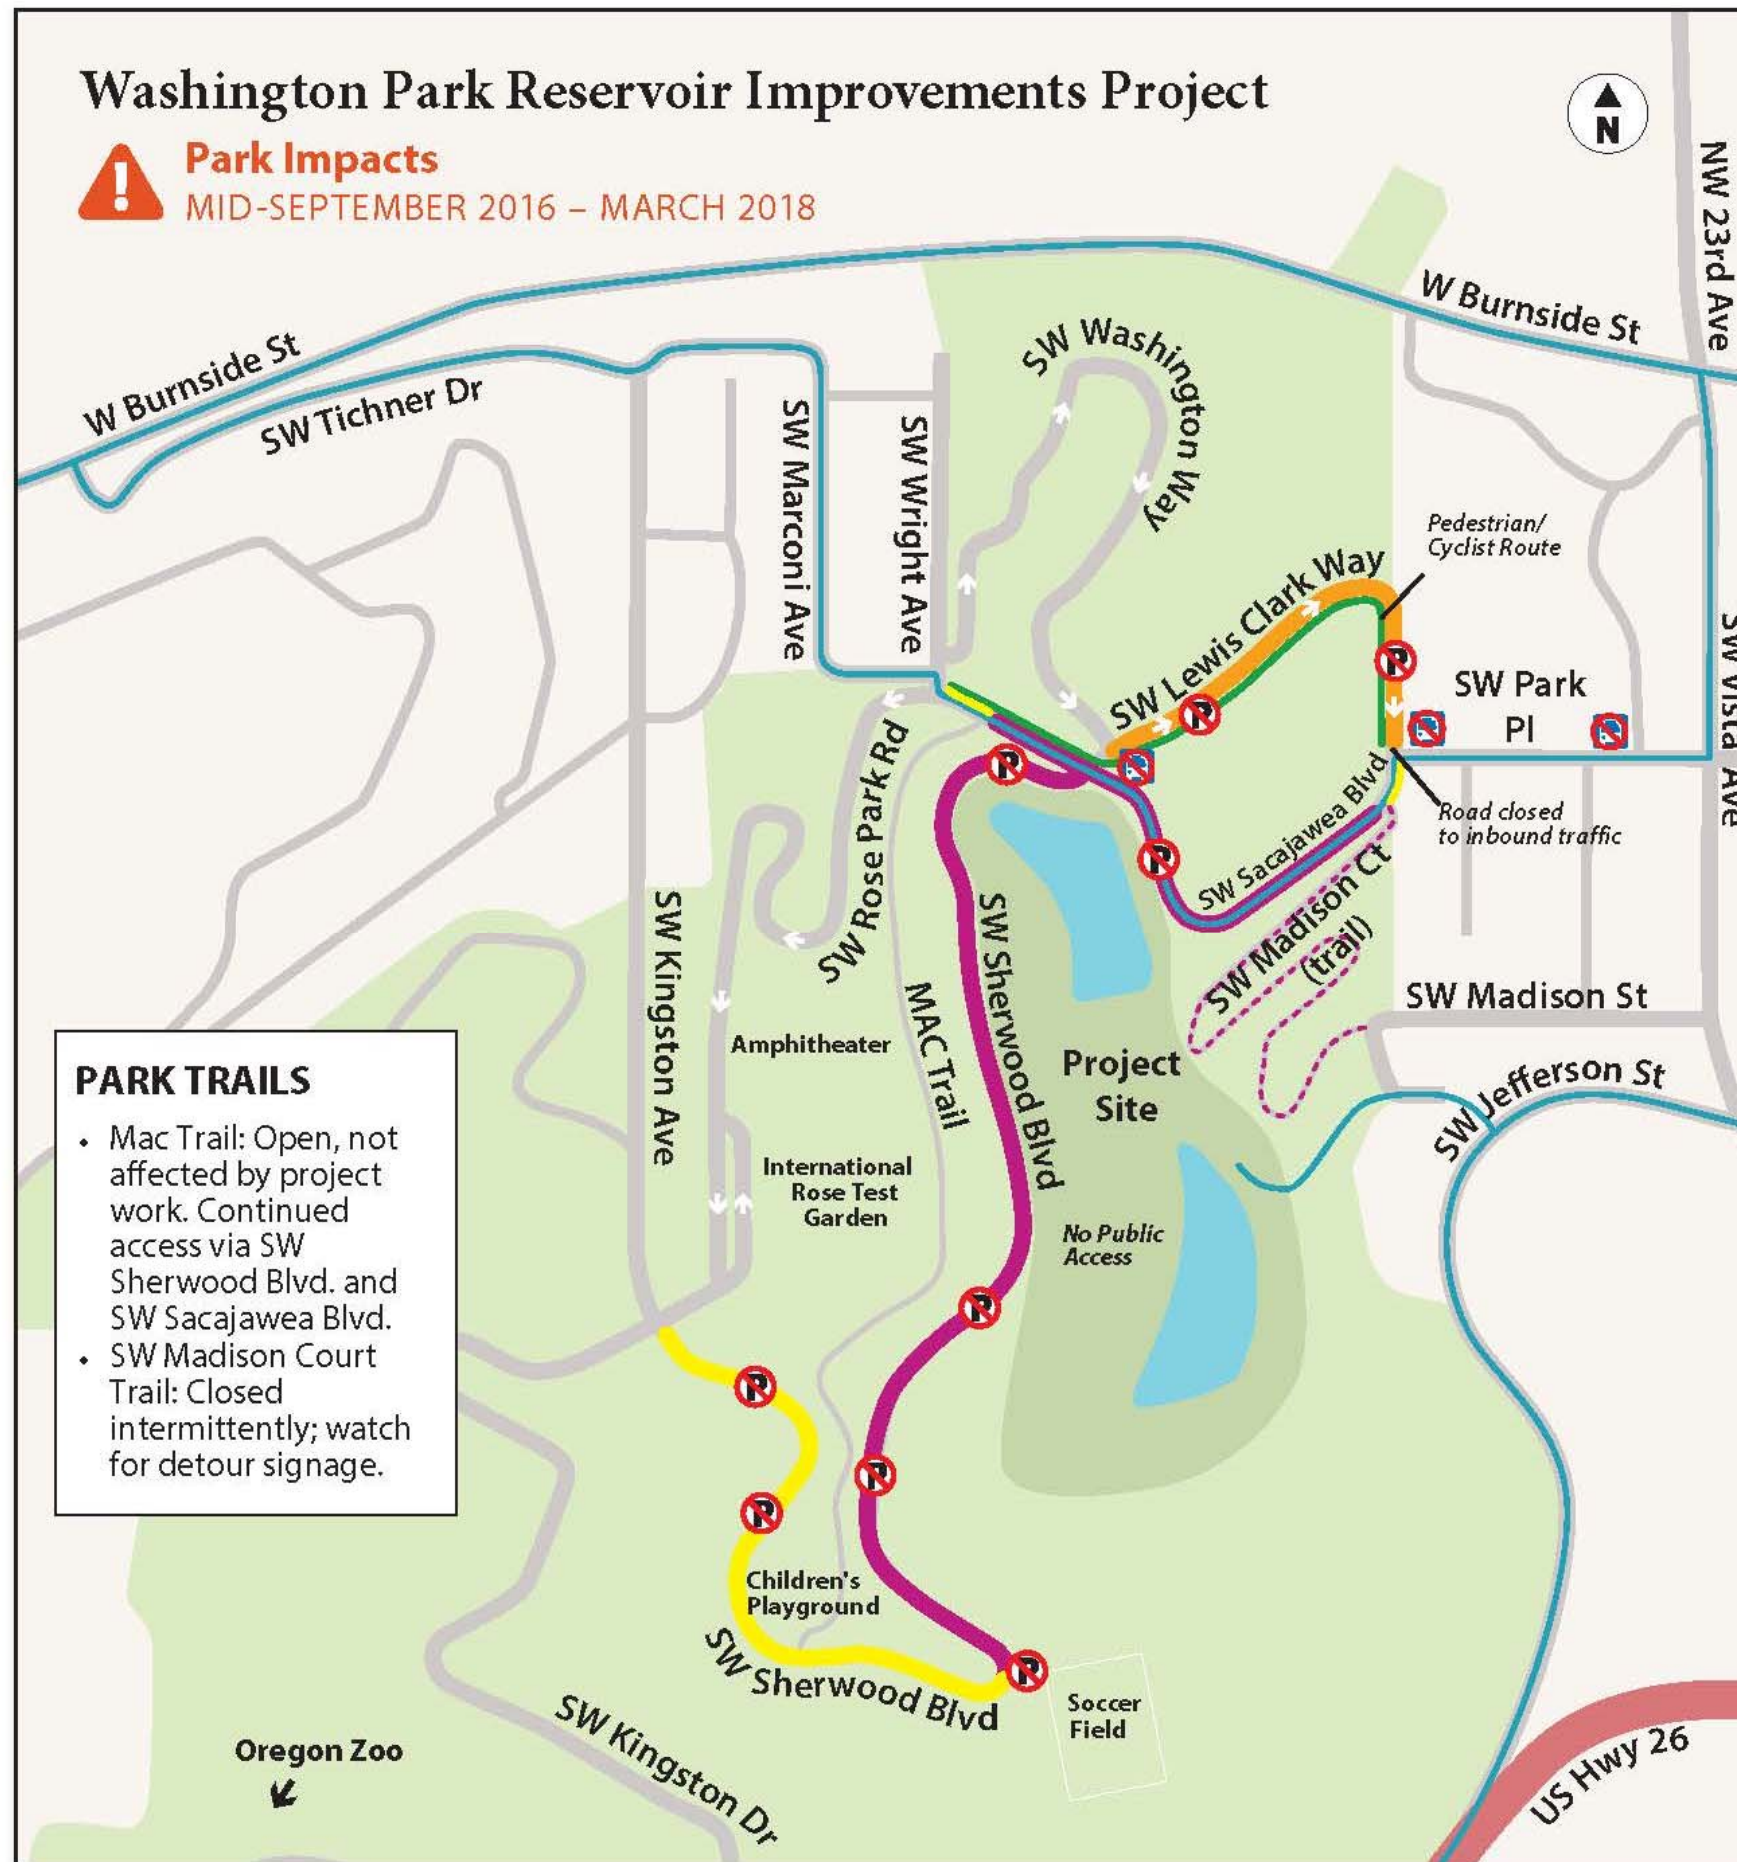 Washington Park Reservoir Improvements Project
!
Park Impacts
MID-SEPTEMBER 2016 – MARCH 2018
N
NW 23rd Ave
W Burnside St
W Burnside St
SW Tichner Dr
SW Washington Way
SW Marconi Ave
SW Wright Ave
Pedestrian/
Cyclist Route
SW Lewis Clark Way
P
P
SW Park
Pl
SW Vista Ave
P
SW Rose Park Rd
P
SW Sacajawea Blvd
Road closed
to inbound traffic
SW Madison Ct
(trail)
SW Kingston Ave
SW Sherwood Blvd
MAC Trail
SW Madison St
Amphitheater
Project
Site
SW Jefferson St
International
Rose Test
Garden
No Public
Access
PARK TRAILS
• Mac Trail: Open, not
affected by project
work. Continued
access via SW
Sherwood Blvd. and
SW Sacajawea Blvd.
• SW Madison Court
Trail: Closed
intermittently; watch
for detour signage.
P
P
P
P
Children's
Playground
P
SW Sherwood Blvd
Soccer
Field
SW Kingston Dr
Oregon Zoo
US Hwy 26